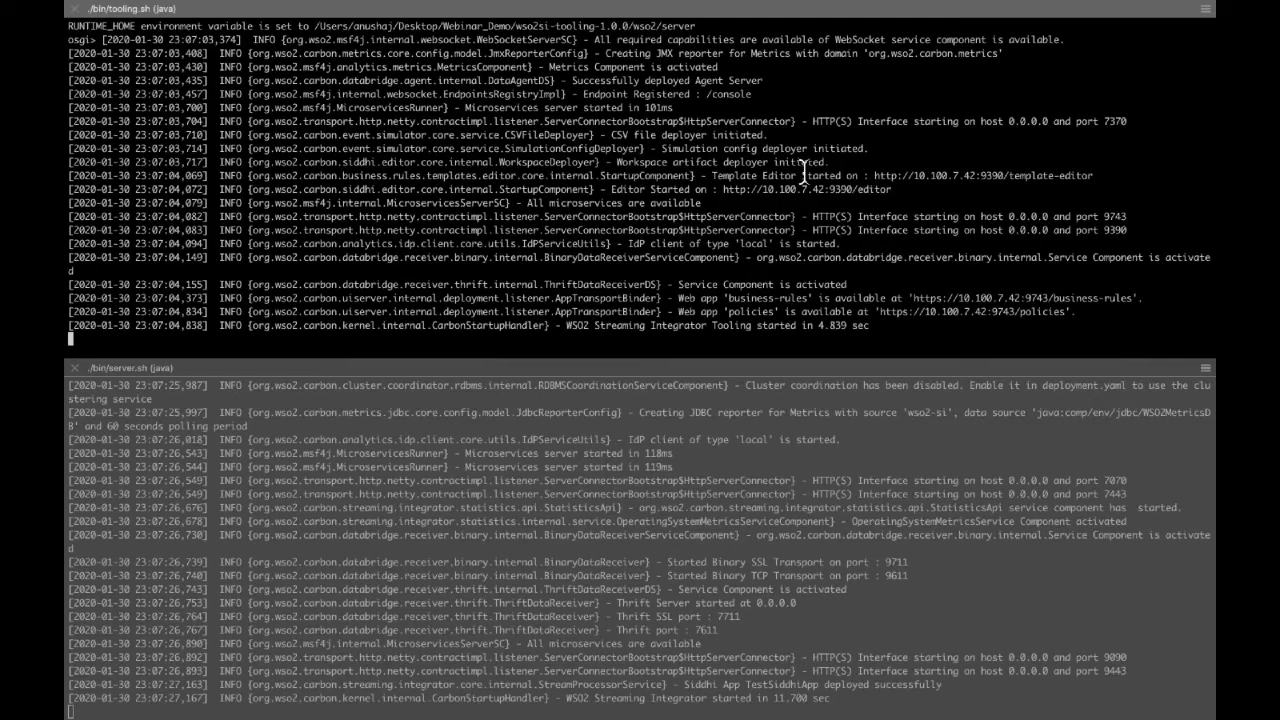 ./bin/tooling.sh (java)
RUNTIME_HOME environment variable is set to /Users/anushaj/Desktop/Webinar_Demo/wso2si-tooling-1.0.0/wso2/server
osgi> [2020-01-30 23:07:03,374]  INFO {org.wso2.msf4j.internal.websocket.WebSocketServerSC} - All required capabilities are available of WebSocket service component is available.
[2020-01-30 23:07:03,408]  INFO {org.wso2.carbon.metrics.core.config.model.JmxReporterConfig} - Creating JMX reporter for Metrics with domain 'org.wso2.carbon.metrics'
[2020-01-30 23:07:03,430]  INFO {org.wso2.msf4j.analytics.metrics.MetricsComponent} - Metrics Component is activated
[2020-01-30 23:07:03,435]  INFO {org.wso2.carbon.databridge.agent.internal.DataAgentDS} - Successfully deployed Agent Server
[2020-01-30 23:07:03,457]  INFO {org.wso2.msf4j.internal.websocket.EndpointsRegistryImpl} - Endpoint Registered : /console
[2020-01-30 23:07:03,700]  INFO {org.wso2.msf4j.MicroservicesRunner} - Microservices server started in 101ms
[2020-01-30 23:07:03,704]  INFO {org.wso2.transport.http.netty.contractimpl.listener.ServerConnectorBootstrap$HttpServerConnector} - HTTP(S) Interface starting on host 0.0.0.0 and port 7370
[2020-01-30 23:07:03,710]  INFO {org.wso2.carbon.event.simulator.core.service.CSVFileDeployer} - CSV file deployer initiated.
[2020-01-30 23:07:03,714]  INFO {org.wso2.carbon.event.simulator.core.service.SimulationConfigDeployer} - Simulation config deployer initiated.
[2020-01-30 23:07:03,717]  INFO {org.wso2.carbon.siddhi.editor.core.internal.WorkspaceDeployer} - Workspace artifact deployer initiated.
[2020-01-30 23:07:04,069]  INFO {org.wso2.carbon.business.rules.templates.editor.core.internal.StartupComponent} - Template Editor Started on : http://10.100.7.42:9390/template-editor
[2020-01-30 23:07:04,072]  INFO {org.wso2.carbon.siddhi.editor.core.internal.StartupComponent} - Editor Started on : http://10.100.7.42:9390/editor
[2020-01-30 23:07:04,079]  INFO {org.wso2.msf4j.internal.MicroservicesServerSC} - All microservices are available
[2020-01-30 23:07:04,082]  INFO {org.wso2.transport.http.netty.contractimpl.listener.ServerConnectorBootstrap$HttpServerConnector} - HTTP(S) Interface starting on host 0.0.0.0 and port 9743
[2020-01-30 23:07:04,083]  INFO {org.wso2.transport.http.netty.contractimpl.listener.ServerConnectorBootstrap$HttpServerConnector} - HTTP(S) Interface starting on host 0.0.0.0 and port 9390
[2020-01-30 23:07:04,094]  INFO {org.wso2.carbon.analytics.idp.client.core.utils.IdPServiceUtils} - IdP client of type 'local' is started.
[2020-01-30 23:07:04,149]  INFO {org.wso2.carbon.databridge.receiver.binary.internal.BinaryDataReceiverServiceComponent} - org.wso2.carbon.databridge.receiver.binary.internal.Service Component is activate
d
[2020-01-30 23:07:04,155]  INFO {org.wso2.carbon.databridge.receiver.thrift.internal.ThriftDataReceiverDS} - Service Component is activated
[2020-01-30 23:07:04,373]  INFO {org.wso2.carbon.uiserver.internal.deployment.listener.AppTransportBinder} - Web app 'business-rules' is available at 'https://10.100.7.42:9743/business-rules'.
[2020-01-30 23:07:04,834]  INFO {org.wso2.carbon.uiserver.internal.deployment.listener.AppTransportBinder} - Web app 'policies' is available at 'https://10.100.7.42:9743/policies'.
[2020-01-30 23:07:04,838]  INFO {org.wso2.carbon.kernel.internal.CarbonStartupHandler} - WSO2 Streaming Integrator Tooling started in 4.839 sec
./bin/server.sh (java)
[2020-01-30 23:07:25,987]  INFO {org.wso2.carbon.cluster.coordinator.rdbms.internal.RDBMSCoordinationServiceComponent} - Cluster coordination has been disabled. Enable it in deployment.yaml to use the clu
stering service
[2020-01-30 23:07:25,997]  INFO {org.wso2.carbon.metrics.jdbc.core.config.model.JdbcReporterConfig} - Creating JDBC reporter for Metrics with source 'wso2-si', data source 'java:comp/env/jdbc/WSO2MetricsD
B' and 60 seconds polling period
[2020-01-30 23:07:26,018]  INFO {org.wso2.carbon.analytics.idp.client.core.utils.IdPServiceUtils} - IdP client of type 'local' is started.
[2020-01-30 23:07:26,543]  INFO {org.wso2.msf4j.MicroservicesRunner} - Microservices server started in 118ms
[2020-01-30 23:07:26,544]  INFO {org.wso2.msf4j.MicroservicesRunner} - Microservices server started in 119ms
[2020-01-30 23:07:26,549]  INFO {org.wso2.transport.http.netty.contractimpl.listener.ServerConnectorBootstrap$HttpServerConnector} - HTTP(S) Interface starting on host 0.0.0.0 and port 7070
[2020-01-30 23:07:26,549]  INFO {org.wso2.transport.http.netty.contractimpl.listener.ServerConnectorBootstrap$HttpServerConnector} - HTTP(S) Interface starting on host 0.0.0.0 and port 7443
[2020-01-30 23:07:26,676]  INFO {org.wso2.carbon.streaming.integrator.statistics.api.StatisticsApi} - org.wso2.carbon.streaming.integrator.statistics.api.StatisticsApi service component has  started.
[2020-01-30 23:07:26,678]  INFO {org.wso2.carbon.streaming.integrator.statistics.internal.service.OperatingSystemMetricsServiceComponent} - OperatingSystemMetricsService Component activated
[2020-01-30 23:07:26,730]  INFO {org.wso2.carbon.databridge.receiver.binary.internal.BinaryDataReceiverServiceComponent} - org.wso2.carbon.databridge.receiver.binary.internal.Service Component is activate
d
[2020-01-30 23:07:26,739]  INFO {org.wso2.carbon.databridge.receiver.binary.internal.BinaryDataReceiver} - Started Binary SSL Transport on port : 9711
[2020-01-30 23:07:26,740]  INFO {org.wso2.carbon.databridge.receiver.binary.internal.BinaryDataReceiver} - Started Binary TCP Transport on port : 9611
[2020-01-30 23:07:26,743]  INFO {org.wso2.carbon.databridge.receiver.thrift.internal.ThriftDataReceiverDS} - Service Component is activated
[2020-01-30 23:07:26,753]  INFO {org.wso2.carbon.databridge.receiver.thrift.ThriftDataReceiver} - Thrift Server started at 0.0.0.0
[2020-01-30 23:07:26,764]  INFO {org.wso2.carbon.databridge.receiver.thrift.ThriftDataReceiver} - Thrift SSL port : 7711
[2020-01-30 23:07:26,767]  INFO {org.wso2.carbon.databridge.receiver.thrift.ThriftDataReceiver} - Thrift port : 7611
[2020-01-30 23:07:26,890]  INFO {org.wso2.msf4j.internal.MicroservicesServerSC} - All microservices are available
[2020-01-30 23:07:26,892]  INFO {org.wso2.transport.http.netty.contractimpl.listener.ServerConnectorBootstrap$HttpServerConnector} - HTTP(S) Interface starting on host 0.0.0.0 and port 9090
[2020-01-30 23:07:26,893]  INFO {org.wso2.transport.http.netty.contractimpl.listener.ServerConnectorBootstrap$HttpServerConnector} - HTTP(S) Interface starting on host 0.0.0.0 and port 9443
[2020-01-30 23:07:27,163]  INFO {org.wso2.carbon.streaming.integrator.core.internal.StreamProcessorService} - Siddhi App TestSiddhiApp deployed successfully
[2020-01-30 23:07:27,167]  INFO {org.wso2.carbon.kernel.internal.CarbonStartupHandler} - WSO2 Streaming Integrator started in 11.700 sec